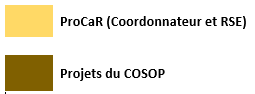 ProCaR (Coordonnateur et RSE)
Projets du COSOP